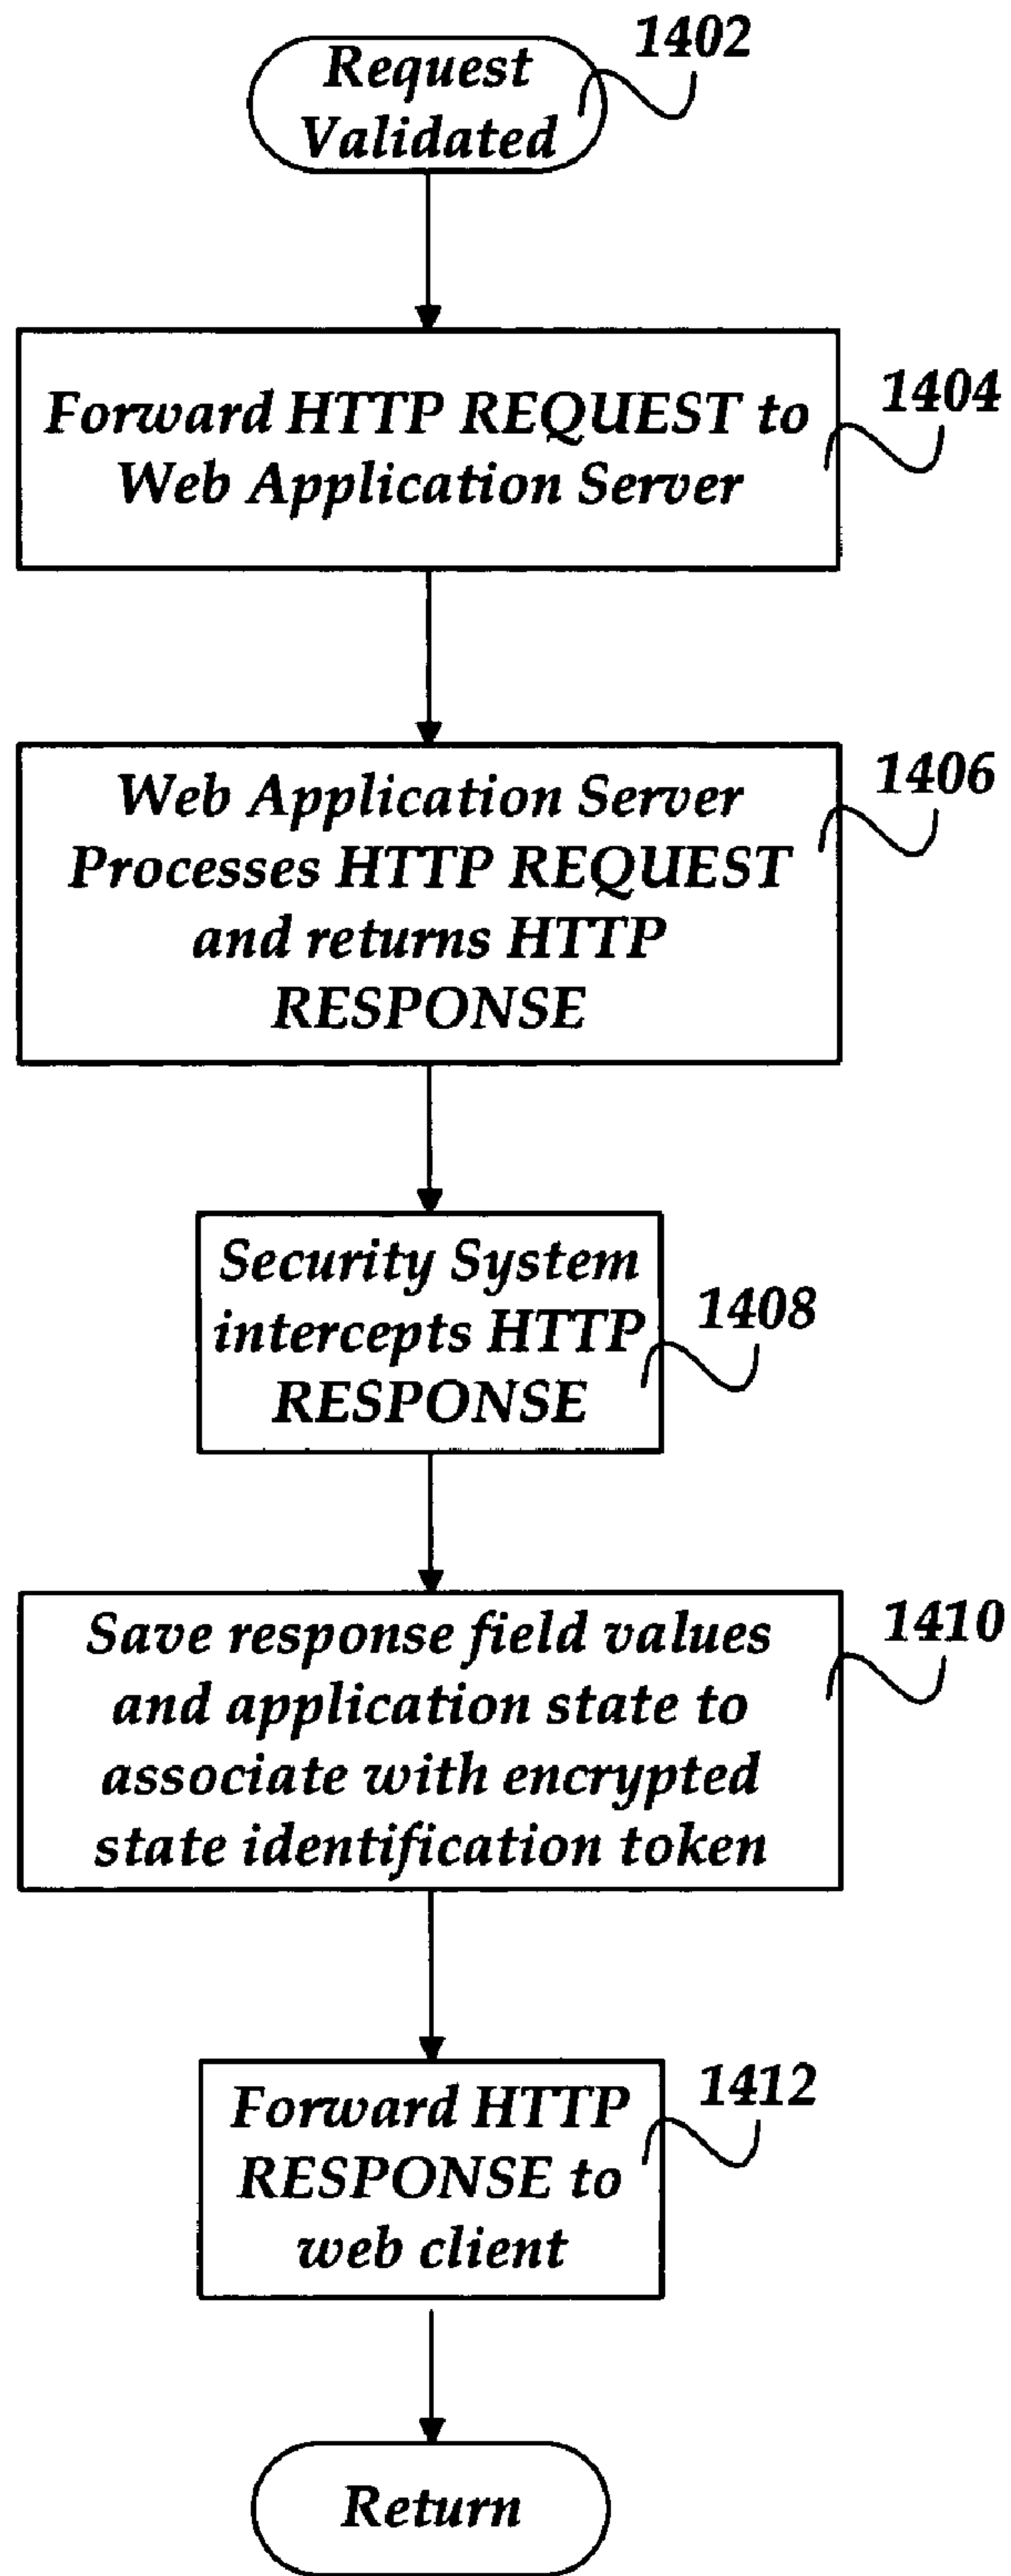 Request
Validated
1402
Forward HTTP REQUEST to
Web Application Server
1404
Web Application Server
Processes HTTP REQUEST
and returns HTTP
RESPONSE
1406
Security System
intercepts HTTP
RESPONSE
1408
Save response field values
and application state to
associate with encrypted
state identification token
1410
Forward HTTP
RESPONSE to
web client
1412
Return